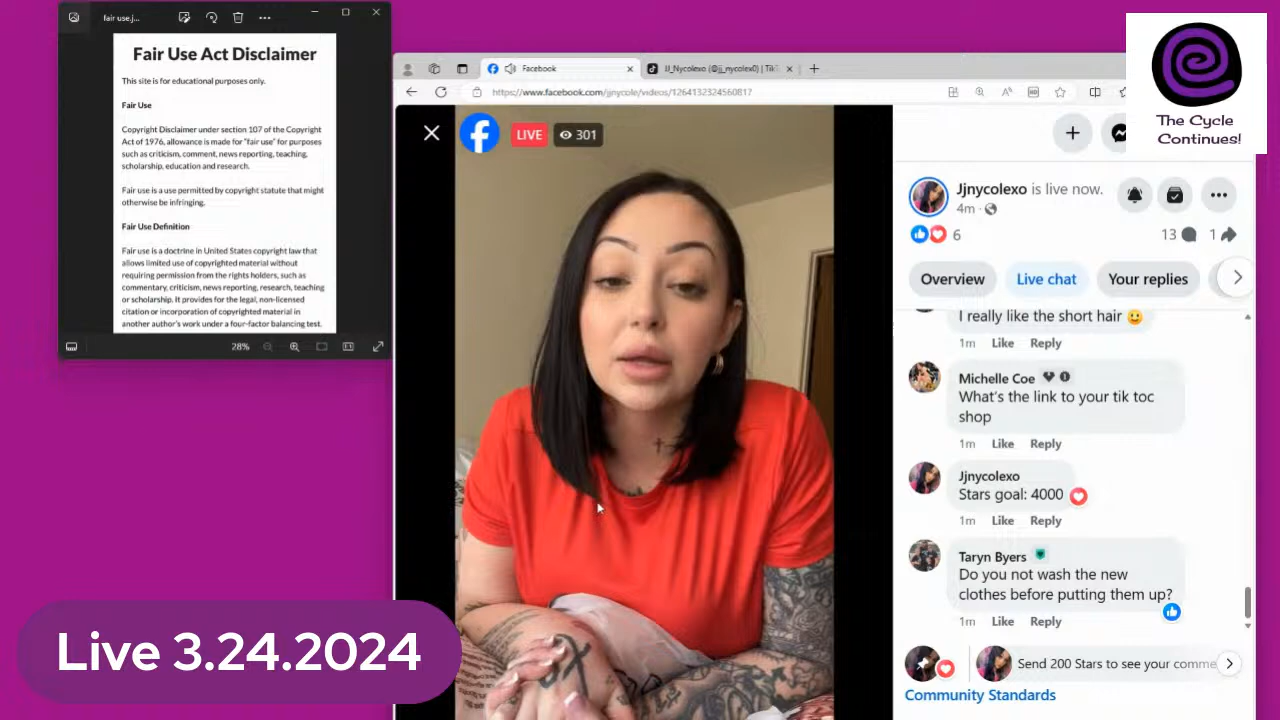 fair use.j...
Fair Use Act Disclaimer
This site is for educational purposes only.
Fair Use
Copyright Disclaimer under section 107 of the Copyright
Act of 1976, allowance is made for "fair use" for purposes
such as criticism, comment, news reporting, teaching,
scholarship, education and research.
Fair use is a use permitted by copyright statute that might
otherwise be infringing.
Fair Use Definition
Fair use is a doctrine in United States copyright law that
allows limited use of copyrighted material without
requiring permission from the rights holders, such as
commentary, criticism, news reporting, research, teaching
or scholarship. It provides for the legal, non-licensed
citation or incorporation of copyrighted material in
another author's work under a four-factor balancing test.
28%
Facebook
JJ_Nycolexo (@jj_nycolex0) | Tik
https://www.facebook.com/jjnycole/videos/1264132324560817
The Cycle
Continues!
LIVE
301
Jjnycolexo is live now.
4m
6
13
1
Overview
Live chat
Your replies
I really like the short hair
1m Like Reply
Michelle Coe
What's the link to your tik toc
shop
1m Like Reply
Jjnycolexo
Stars goal: 4000
1m Like Reply
Taryn Byers
Do you not wash the new
clothes before putting them up?
1m Like Reply
Send 200 Stars to see your comme
Community Standards
Live 3.24.2024